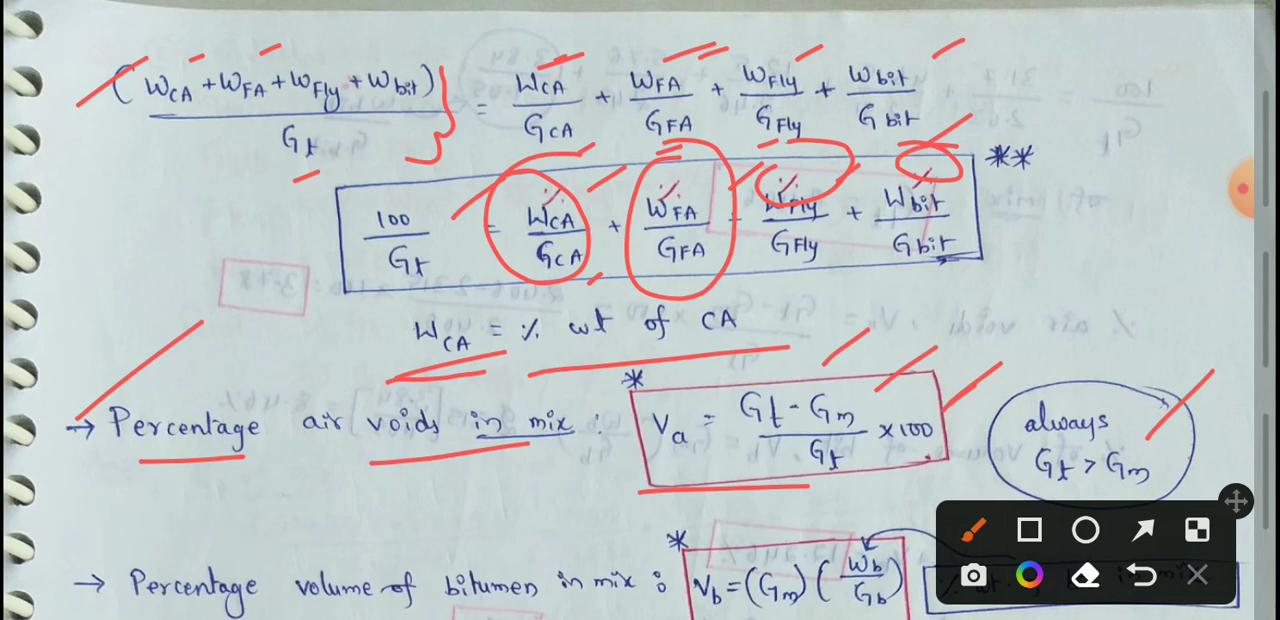 (W_CA + W_FA + W_Fly + W_bit) / G_t = W_CA / G_CA + W_FA / G_FA + W_Fly / G_Fly + W_bit / G_bit
100 / G_t = W_CA / G_CA + W_FA / G_FA + W_Fly / G_Fly + W_bit / G_bit **
W_CA = % wt of CA
→ Percentage air voids in mix : * V_a = (G_t - G_m) / G_t × 100 always G_t > G_m
→ Percentage volume of bitumen in mix : * V_b = (G_m) (W_b / G_b)